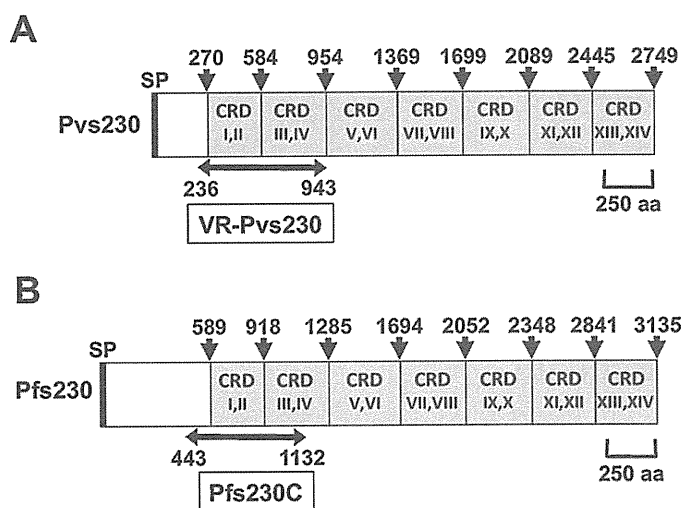 A
270 584 954 1369 1699 2089 2445 2749
SP
Pvs230
CRD CRD CRD CRD CRD CRD CRD
I,II III,IV V,VI VII,VIII IX,X XI,XII XIII,XIV
236 943
250 aa
VR-Pvs230
B
589 918 1285 1694 2052 2348 2841 3135
SP
Pfs230
CRD CRD CRD CRD CRD CRD CRD
I,II III,IV V,VI VII,VIII IX,X XI,XII XIII,XIV
443 1132
250 aa
Pfs230C